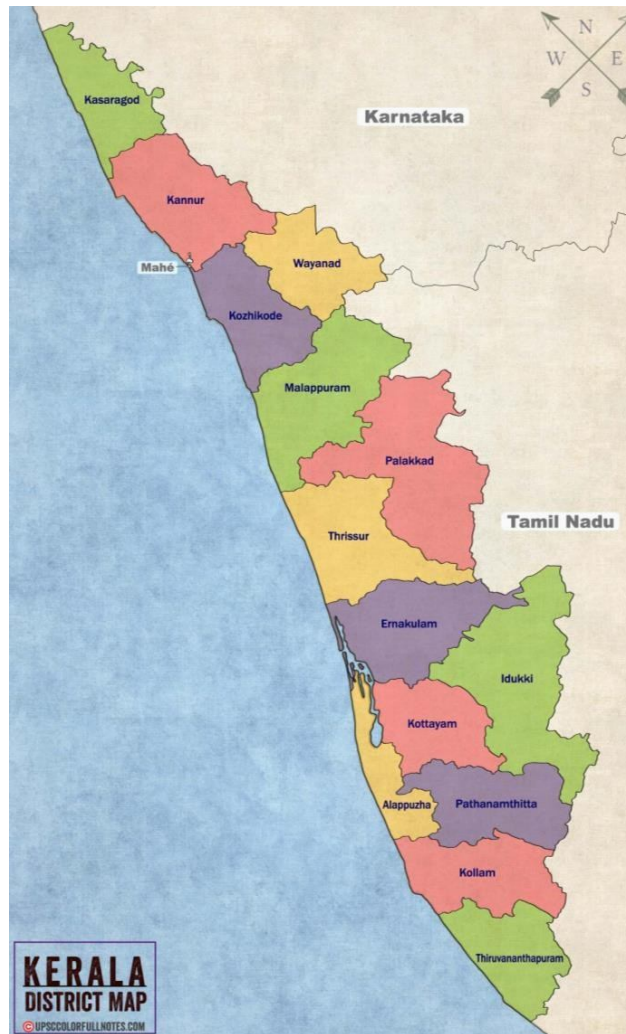 N
W E
S
Kasaragod
Karnataka
Kannur
Wayanad
Mahé
Kozhikode
Malappuram
Palakkad
Tamil Nadu
Thrissur
Ernakulam
Idukki
Kottayam
Alappuzha
Pathanamthitta
Kollam
Thiruvananthapuram
KERALA
DISTRICT MAP
©UPSCCOLORFULLNOTES.COM